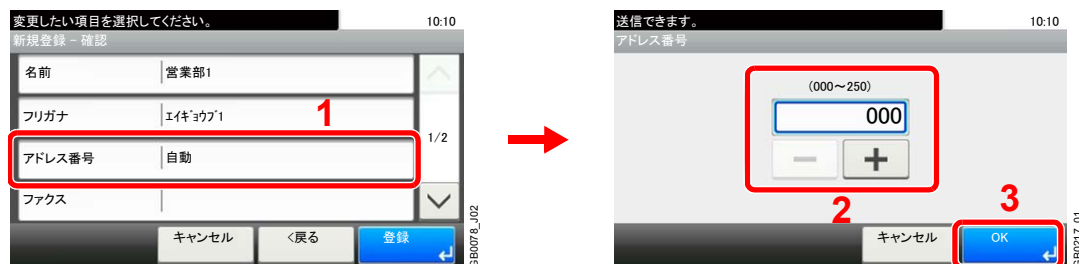 変更したい項目を選択してください。 10:10
新規登録 - 確認
名前 営業部1
フリガナ ｴｲｷﾞｮｳﾌﾞ1
1
1/2
アドレス番号 自動
ファクス
キャンセル <戻る 登録
GB0078_J02
送信できます。 10:10
アドレス番号
(000～250)
000
2
3
キャンセル OK
GB0217_01